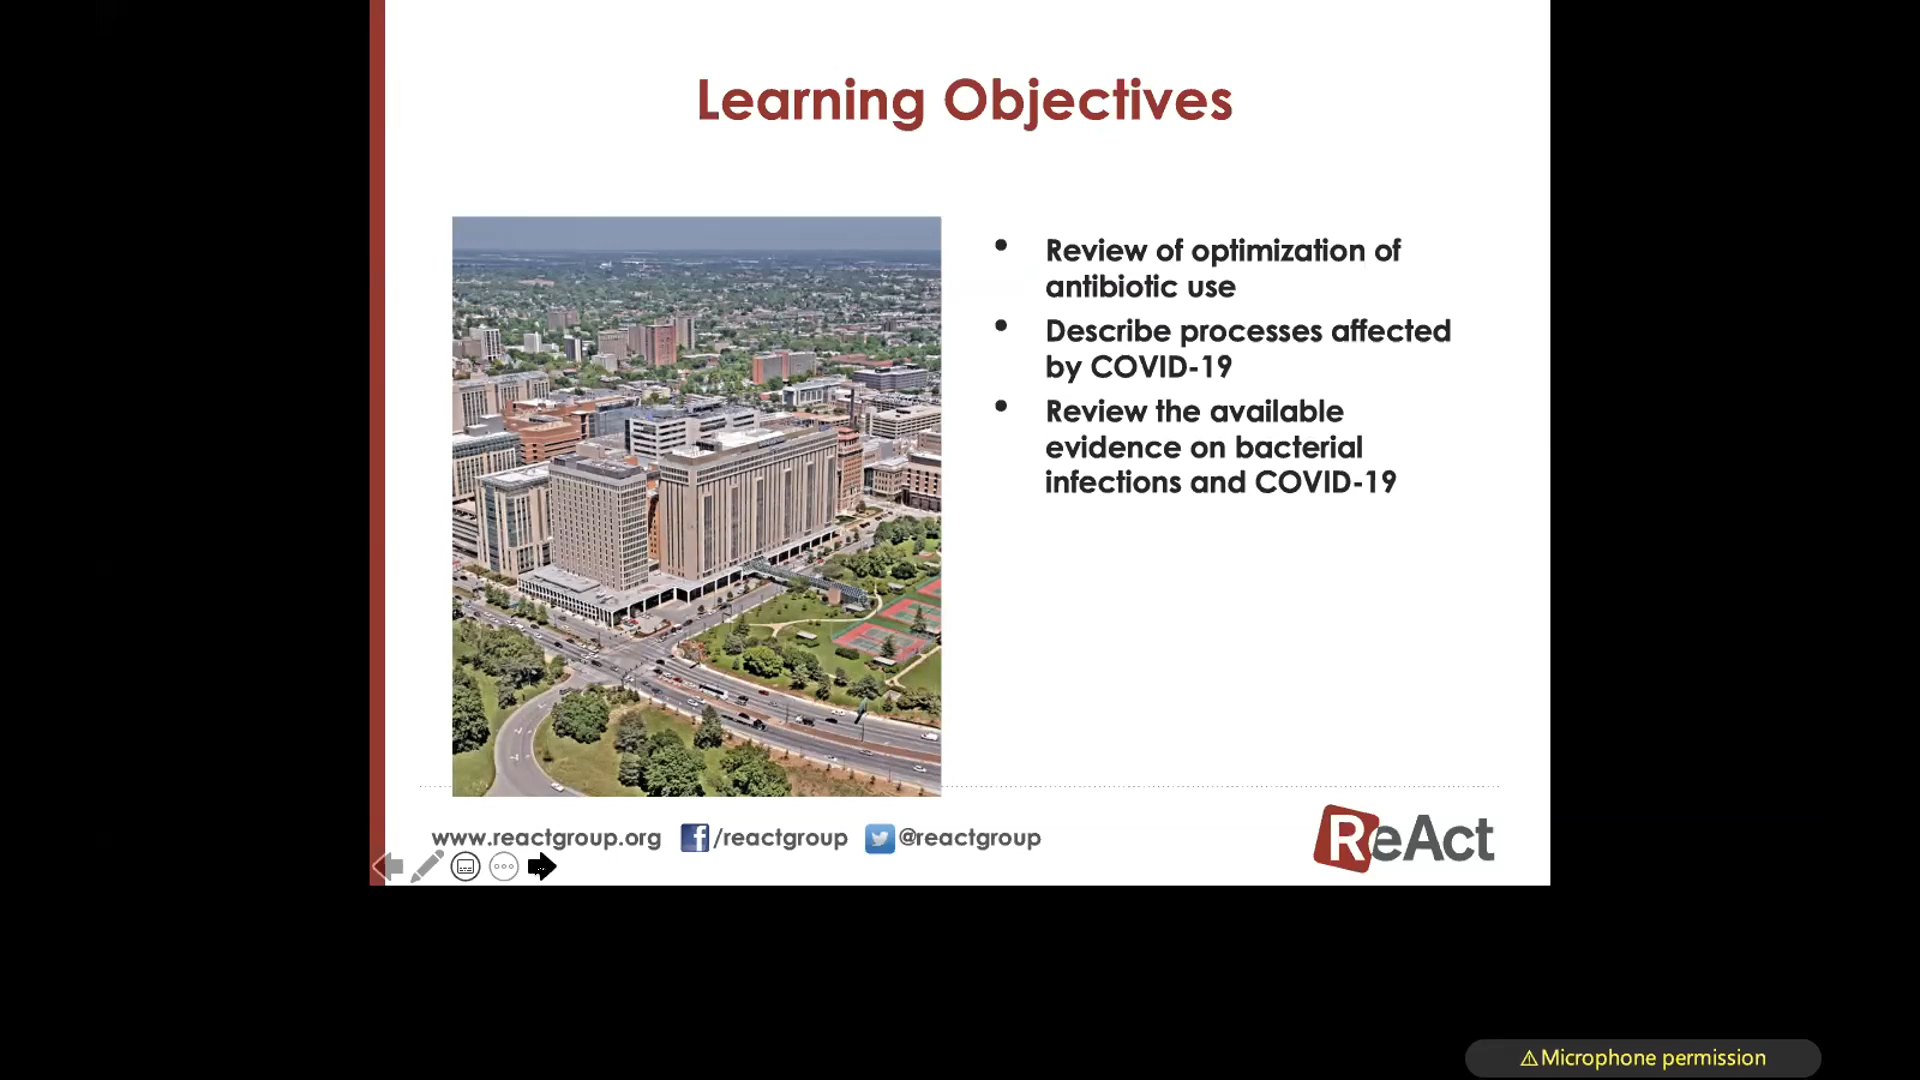 Learning Objectives
• Review of optimization of
antibiotic use
• Describe processes affected
by COVID-19
• Review the available
evidence on bacterial
infections and COVID-19
www.reactgroup.org /reactgroup @reactgroup
ReAct
Microphone permission